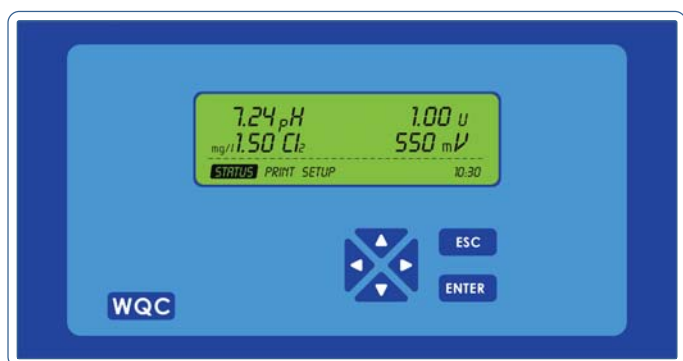 7.24 pH 1.00 u
mg/l 1.50 Cl2 550 mV
STATUS PRINT SETUP 10:30
ESC
ENTER
WQC